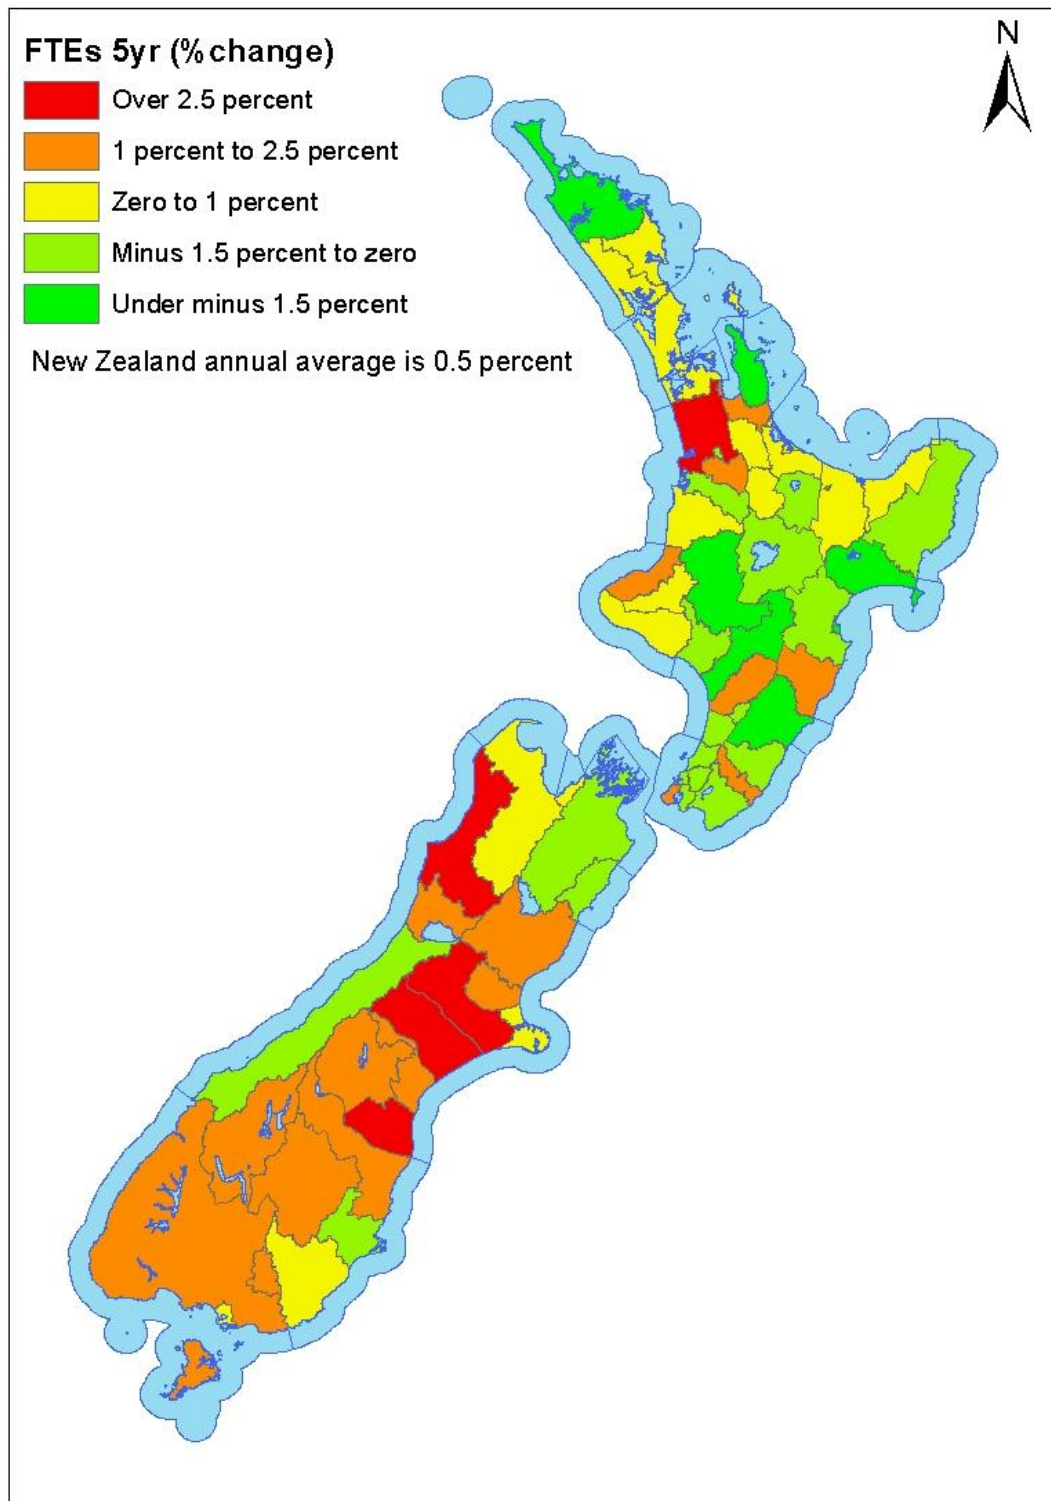 FTEs 5yr (% change)
Over 2.5 percent
1 percent to 2.5 percent
Zero to 1 percent
Minus 1.5 percent to zero
Under minus 1.5 percent
New Zealand annual average is 0.5 percent
N